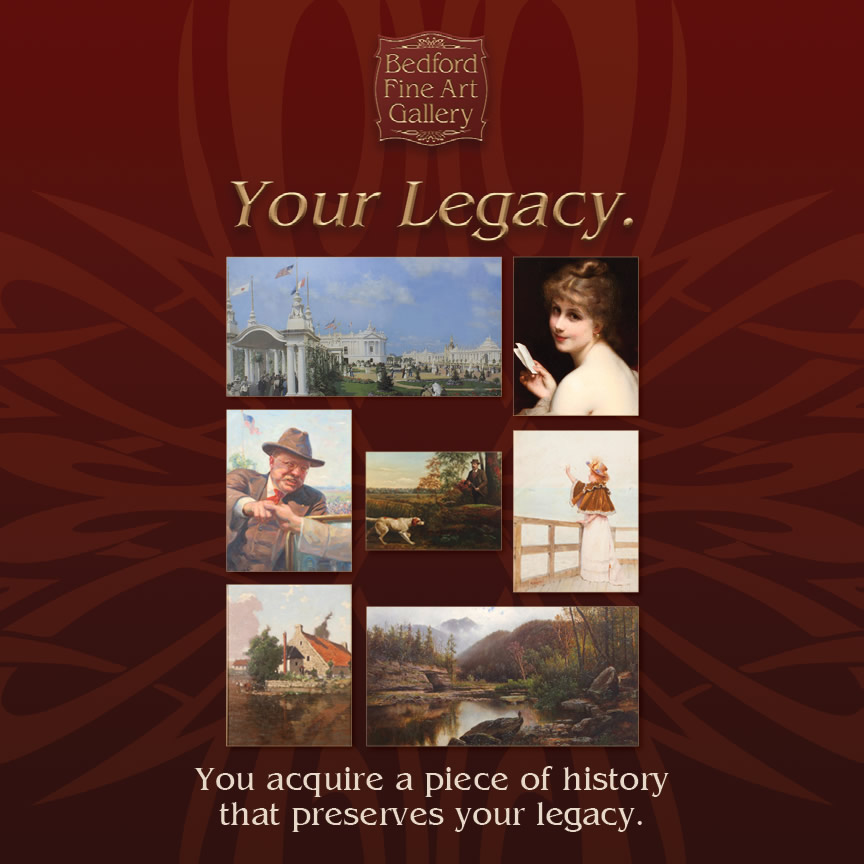 Bedford
Fine Art
Gallery
Your Legacy.
You acquire a piece of history
that preserves your legacy.